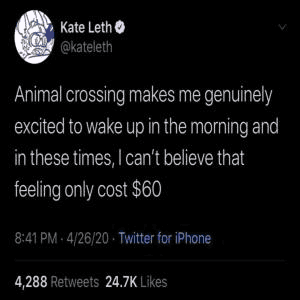 Kate Leth
@kateleth
Animal crossing makes me genuinely
excited to wake up in the morning and
in these times, I can't believe that
feeling only cost $60
8:41 PM · 4/26/20 · Twitter for iPhone
4,288 Retweets 24.7K Likes